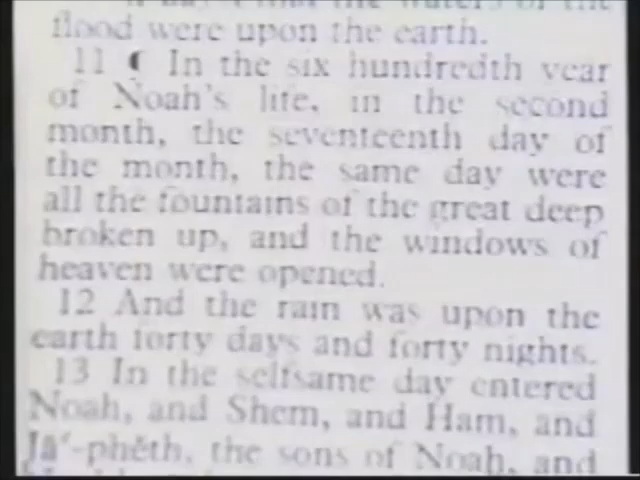 flood were upon the earth.
11 ¶ In the six hundredth year
of Noah's life, in the second
month, the seventeenth day of
the month, the same day were
all the fountains of the great deep
broken up, and the windows of
heaven were opened.
12 And the rain was upon the
earth forty days and forty nights.
13 In the selfsame day entered
Noah, and Shem, and Ham, and
Jā´-phĕth, the sons of Noah, and